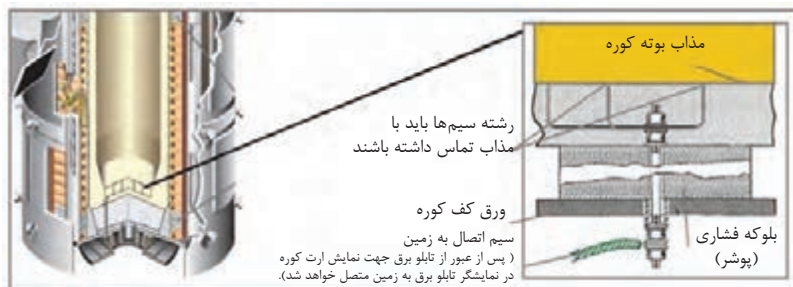 مذاب بوته کوره
رشته سیم‌ها باید با
مذاب تماس داشته باشند
ورق کف کوره
سیم اتصال به زمین
( پس از عبور از تابلو برق جهت نمایش ارت کوره
در نمایشگر تابلو برق به زمین متصل خواهد شد).
بلوکه فشاری
(پوشر)